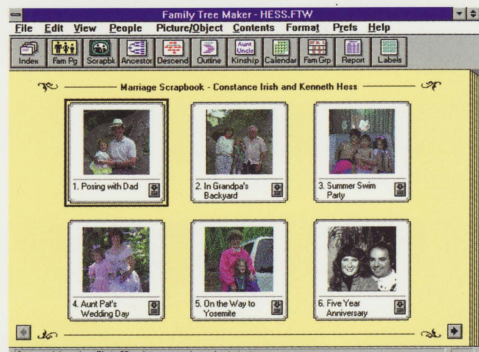 Family Tree Maker - HESS.FTW
File Edit View People Picture/Object Contents Format Prefs Help
Aunt
Uncle
Index Fam Pg Scrapbk Ancestor Descend Outline Kinship Calendar Fam Grp Report Labels
Marriage Scrapbook - Constance Irish and Kenneth Hess
1. Posing with Dad
2. In Grandpa's
Backyard
3. Summer Swim
Party
4. Aunt Pat's
Wedding Day
5. On the Way to
Yosemite
6. Five Year
Anniversary